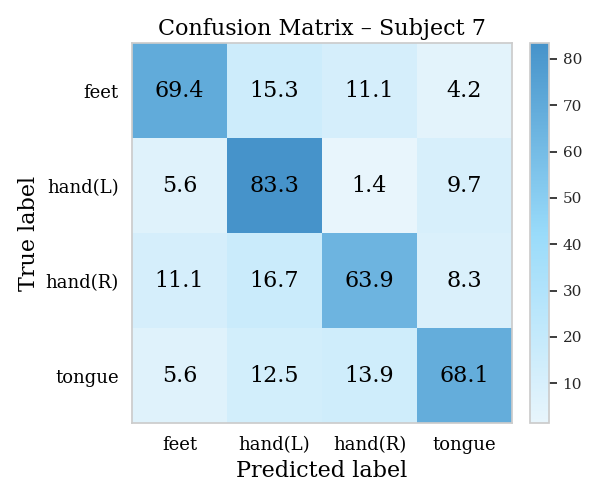 Confusion Matrix – Subject 7
feet 69.4 15.3 11.1 4.2
hand(L) 5.6 83.3 1.4 9.7
hand(R) 11.1 16.7 63.9 8.3
tongue 5.6 12.5 13.9 68.1
feet hand(L) hand(R) tongue
Predicted label
True label
80
70
60
50
40
30
20
10